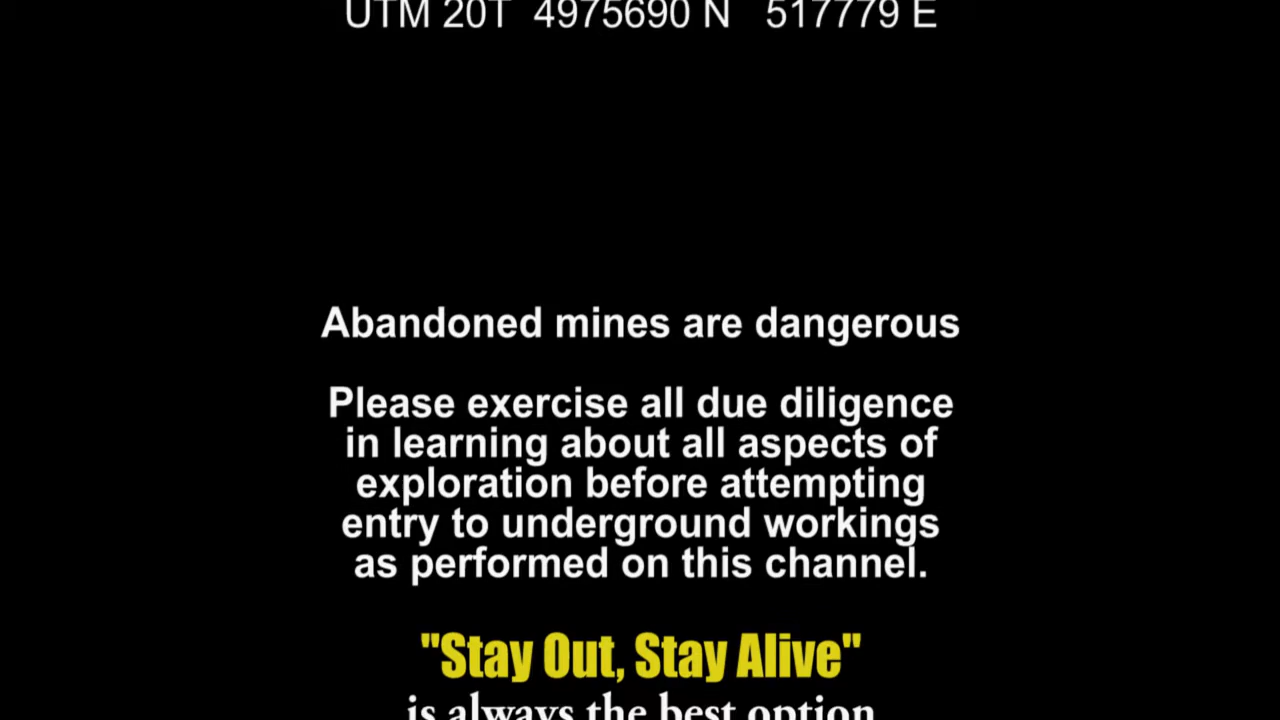 UTM 20T 4975690 N 517779 E
Abandoned mines are dangerous
Please exercise all due diligence
in learning about all aspects of
exploration before attempting
entry to underground workings
as performed on this channel.
"Stay Out, Stay Alive"
is always the best option